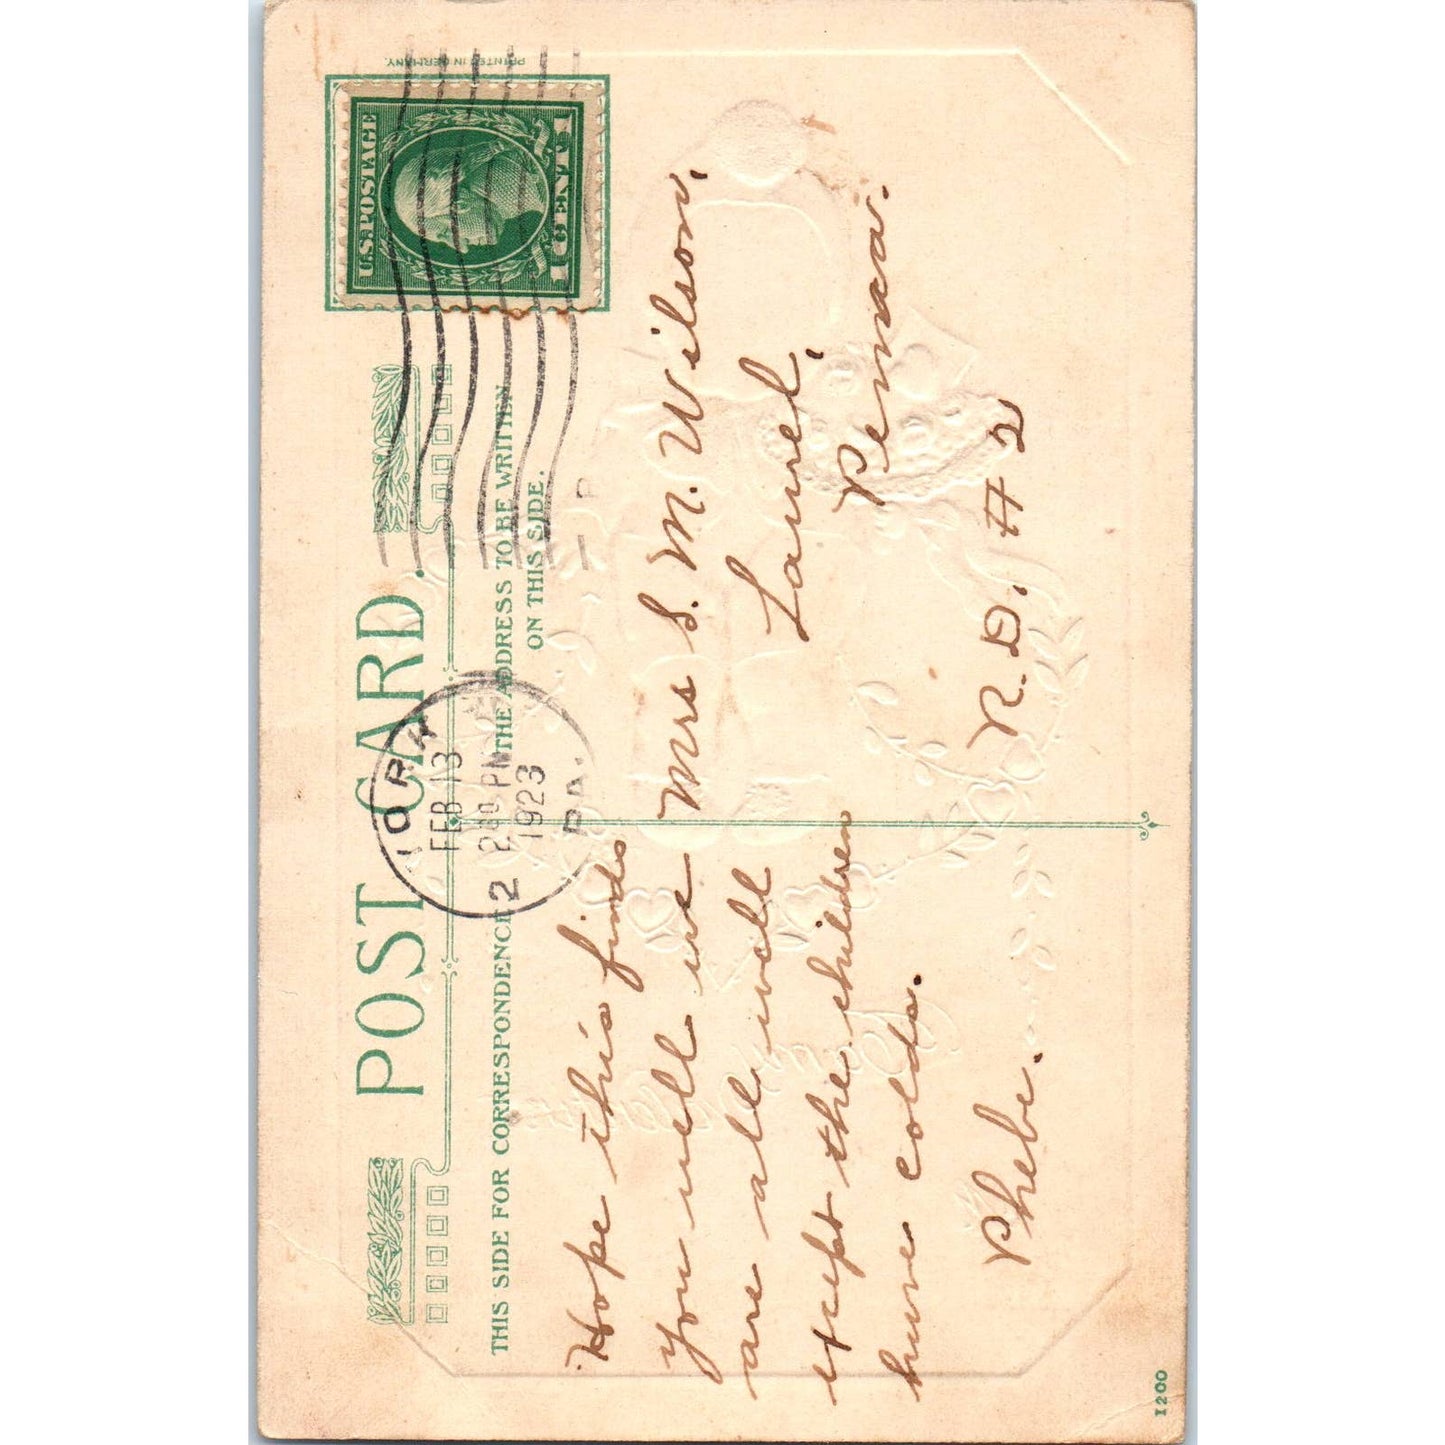 POST CARD.
THIS SIDE FOR CORRESPONDENCE
THE ADDRESS TO BE WRITTEN
ON THIS SIDE.
PRINTED IN GERMANY.
U.S. POSTAGE
1 CENT 1
YORK
FEB 13
2 PM
1923
PA.
2
Hope this finds
you well we
are all well
except the children
have colds.
Phebe.
Mrs S. M. Wilson,
Laurel,
Penna.
R. D. # 2
1200